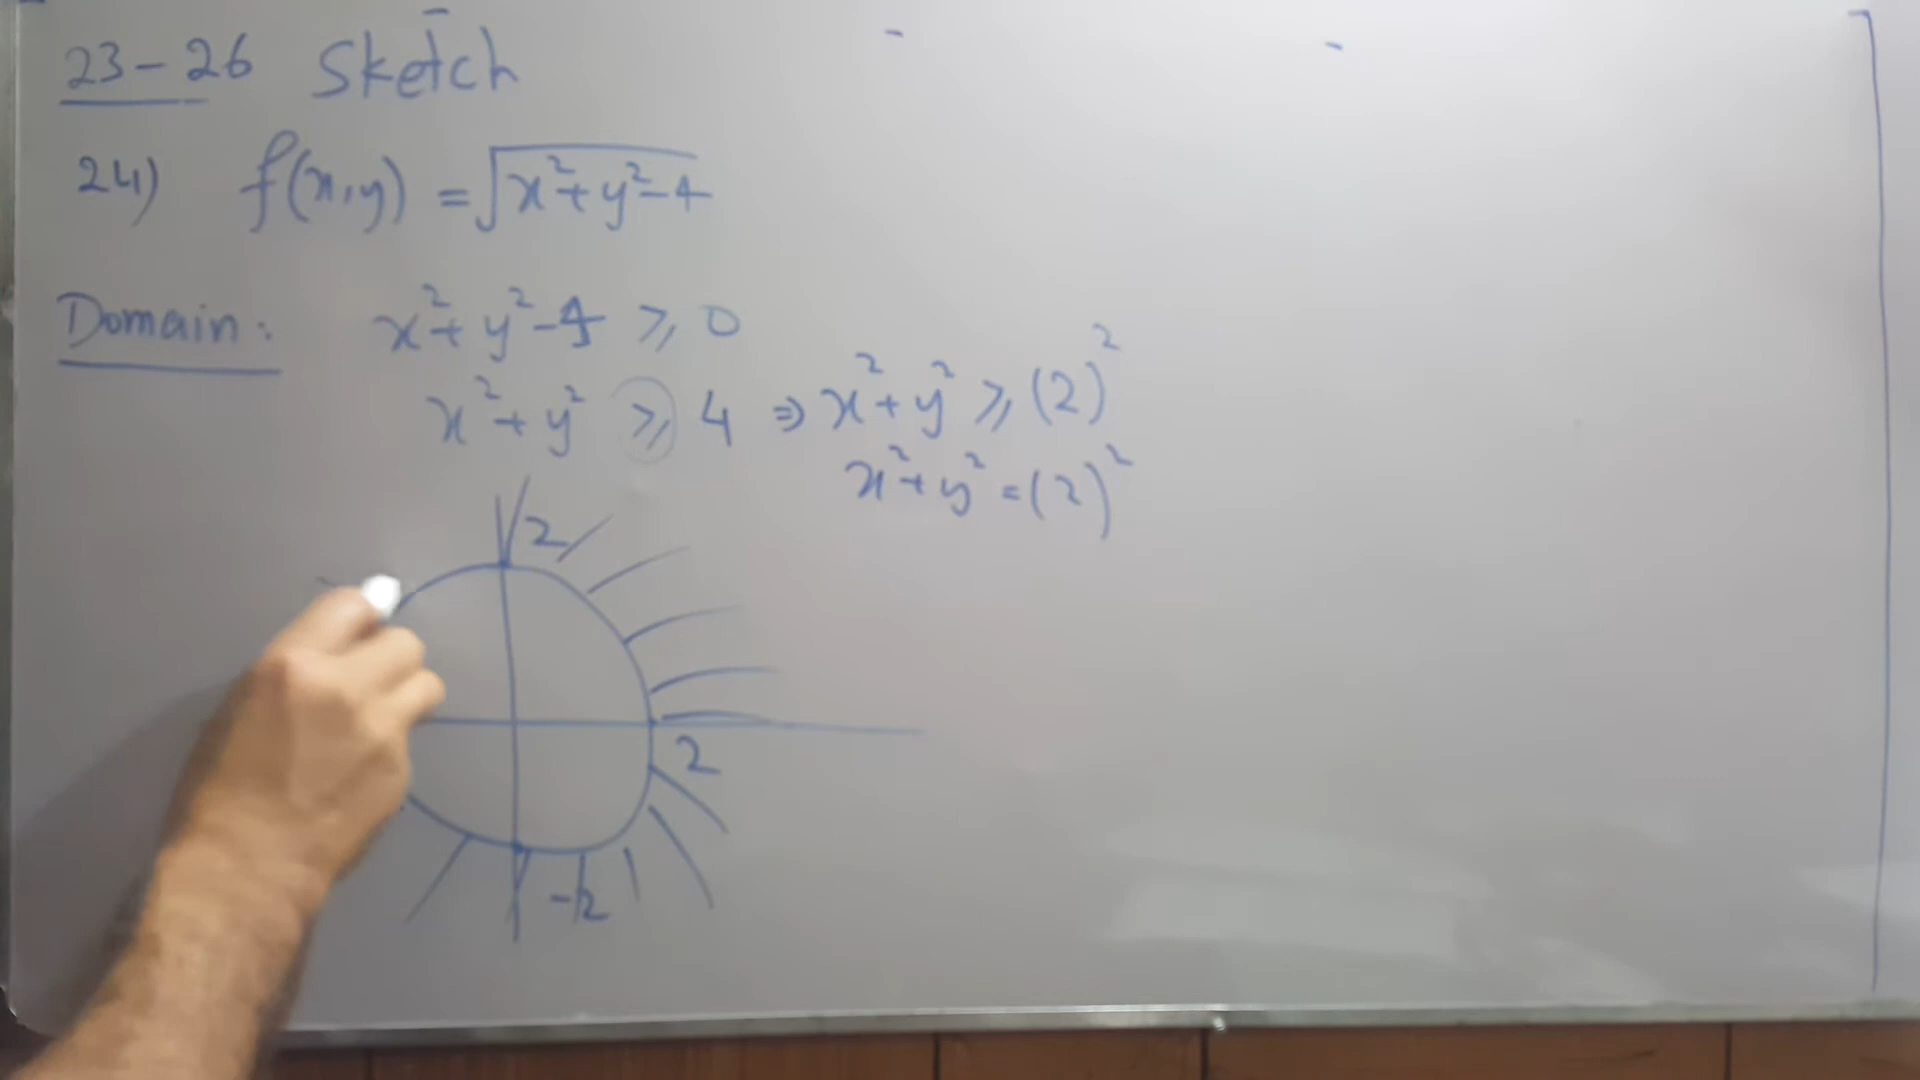 23-26 Sketch
24) f(x,y) = √x²+y²-4
Domain: x²+y²-4 ⩾ 0
x²+y² ⩾ 4 ⇒ x²+y² ⩾ (2)²
x²+y² = (2)²
2
2
-2